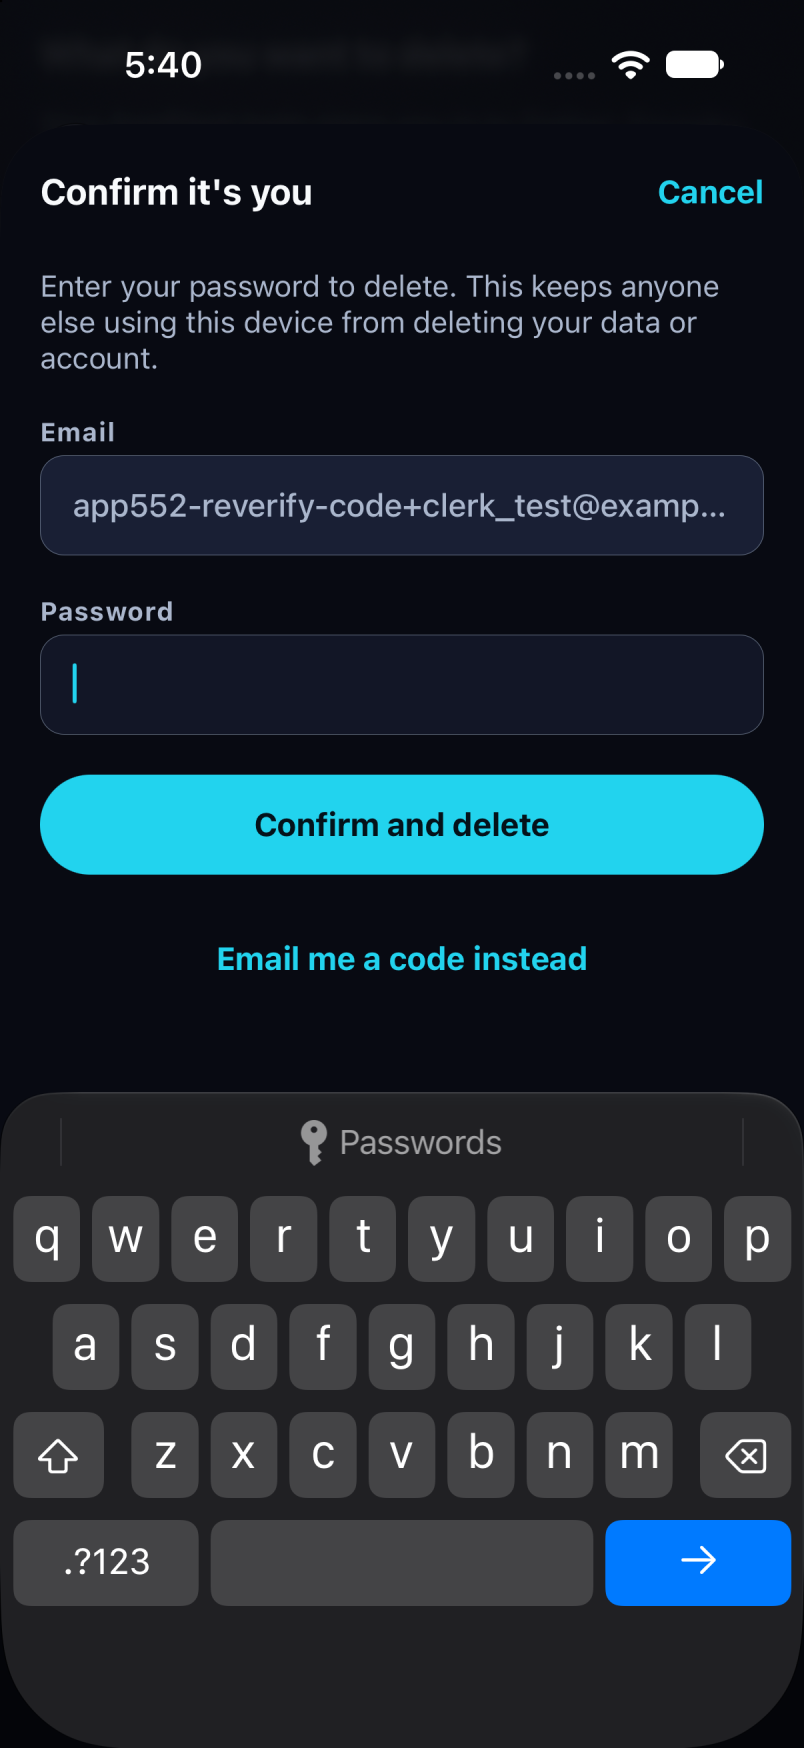 5:40
Confirm it's you
Cancel
Enter your password to delete. This keeps anyone
else using this device from deleting your data or
account.
Email
app552-reverify-code+clerk_test@examp...
Password
Confirm and delete
Email me a code instead
Passwords
q w e r t y u i o p
a s d f g h j k l
z x c v b n m
.?123